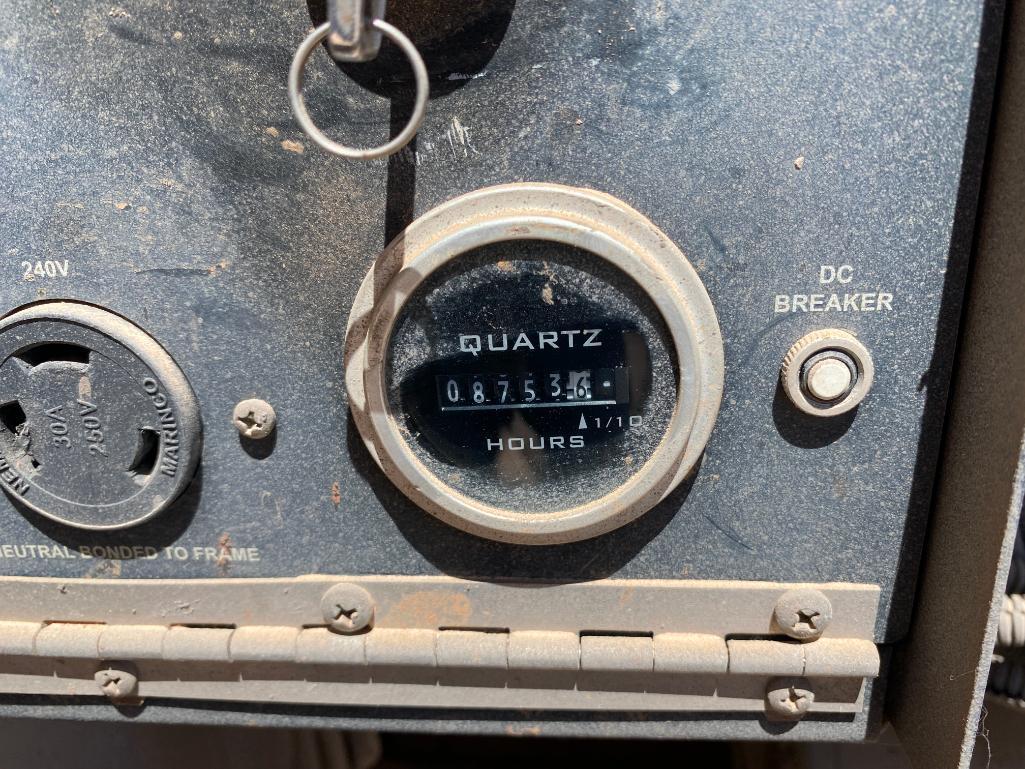 240V
DC
BREAKER
QUARTZ
087536
1/10
HOURS
MARINCO
30A
250V
NEUTRAL BONDED TO FRAME